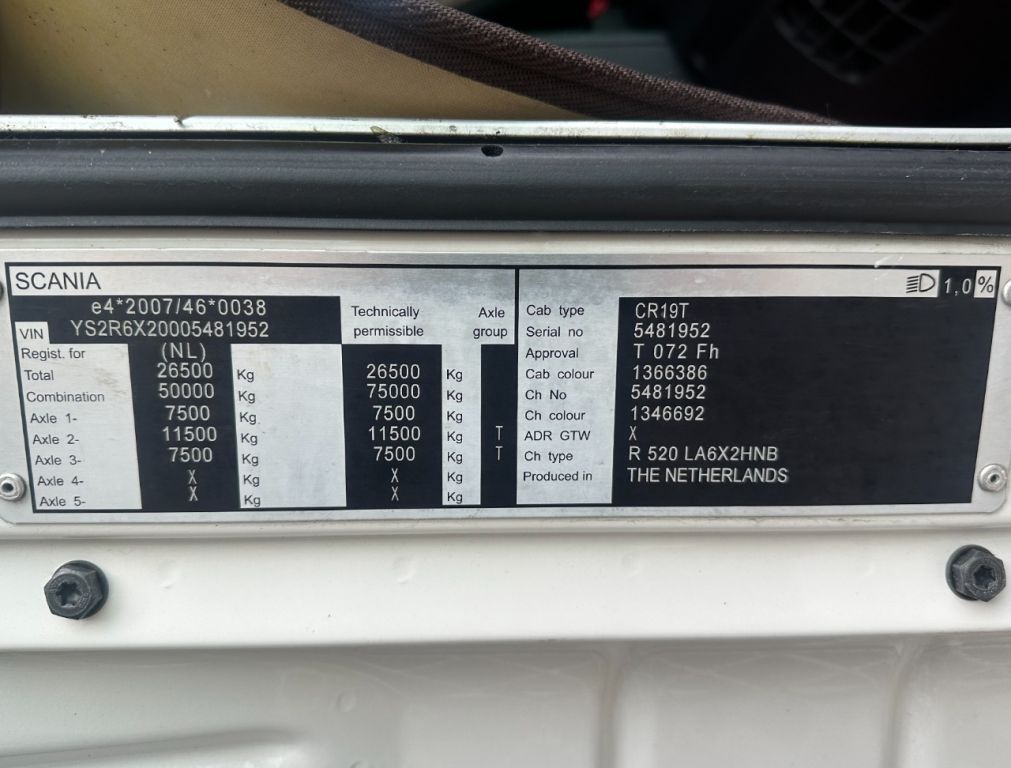 SCANIA
e4*2007/46*0038
VIN YS2R6X20005481952
Technically permissible
Axle group
Regist. for (NL)
Total 26500 Kg 26500 Kg
Combination 50000 Kg 75000 Kg
Axle 1- 7500 Kg 7500 Kg
Axle 2- 11500 Kg 11500 Kg T
Axle 3- 7500 Kg 7500 Kg T
Axle 4- X Kg X Kg
Axle 5- X Kg X Kg
1,0 %
Cab type CR19T
Serial no 5481952
Approval T 072 Fh
Cab colour 1366386
Ch No 5481952
Ch colour 1346692
ADR GTW X
Ch type R 520 LA6X2HNB
Produced in THE NETHERLANDS